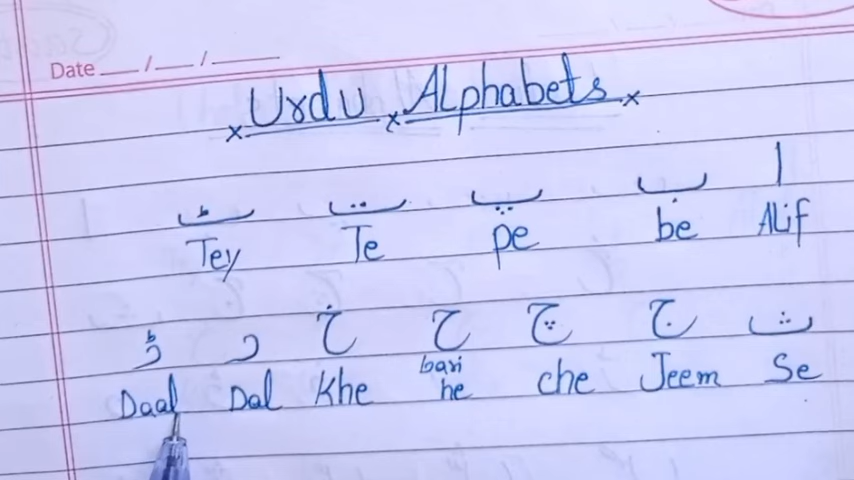 Date __/__/____
× Urdu × Alphabets ×
ا ب پ ت ٹ
Alif be pe Te Tey
ث ج چ ح خ د ڈ
Se Jeem che bari he Khe Dal Daal